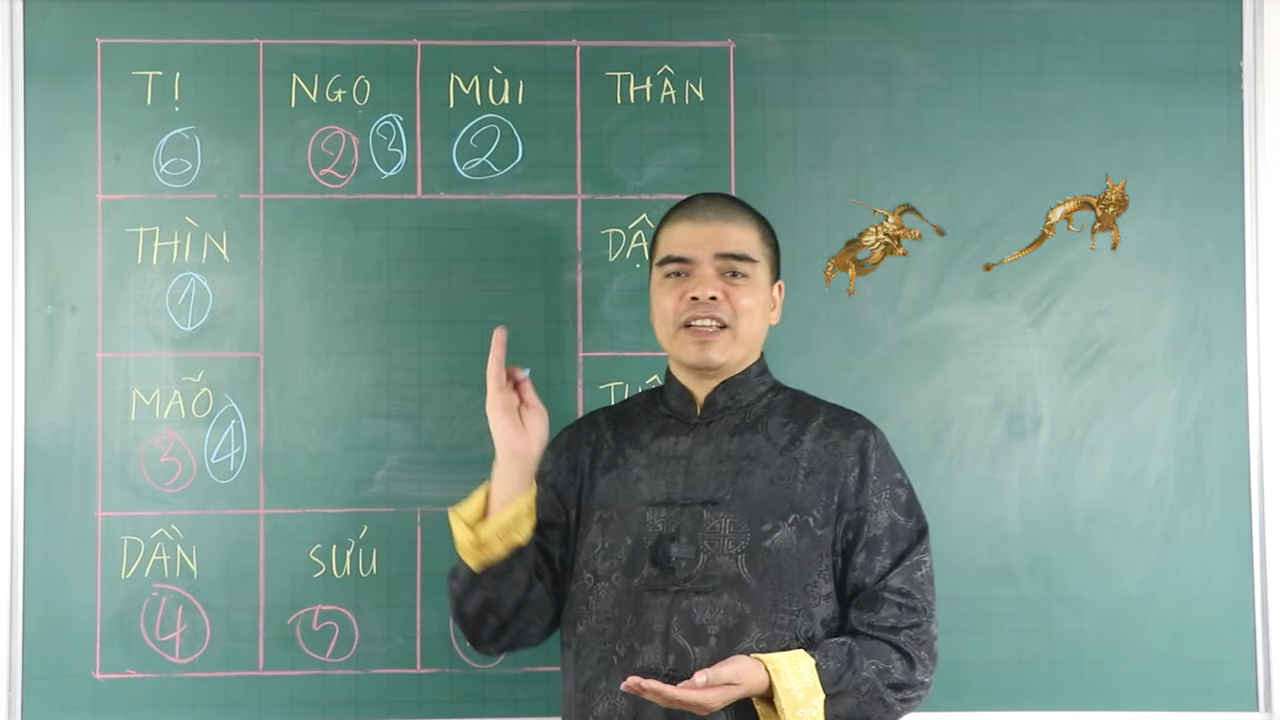 TỊ NGỌ MÙI THÂN
6 2 3 2
THÌN
1
MÃO
3 4
DẦN SỬU
4 5